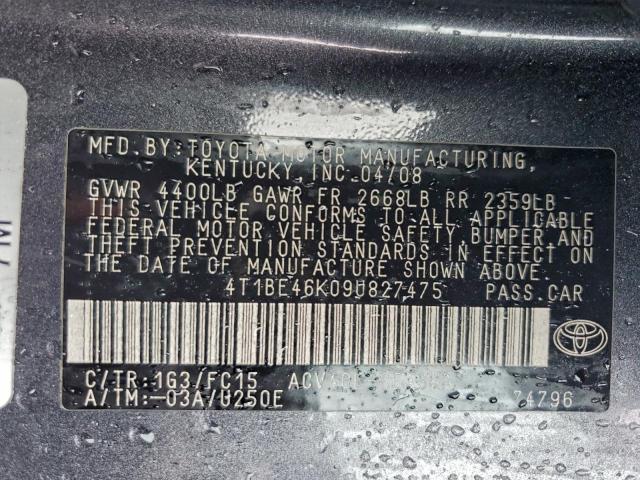 MFD. BY: TOYOTA MOTOR MANUFACTURING,
KENTUCKY, INC. 04/08
GVWR 4400LB GAWR FR 2668LB RR 2359LB
THIS VEHICLE CONFORMS TO ALL APPLICABLE
FEDERAL MOTOR VEHICLE SAFETY BUMPER AND
THEFT PREVENTION STANDARDS IN EFFECT ON
THE DATE OF MANUFACTURE SHOWN ABOVE.
4T1BE46K09U827475 PASS.CAR
C/TR: 1G3/FC15
A/TM:-03A/U250E 74796